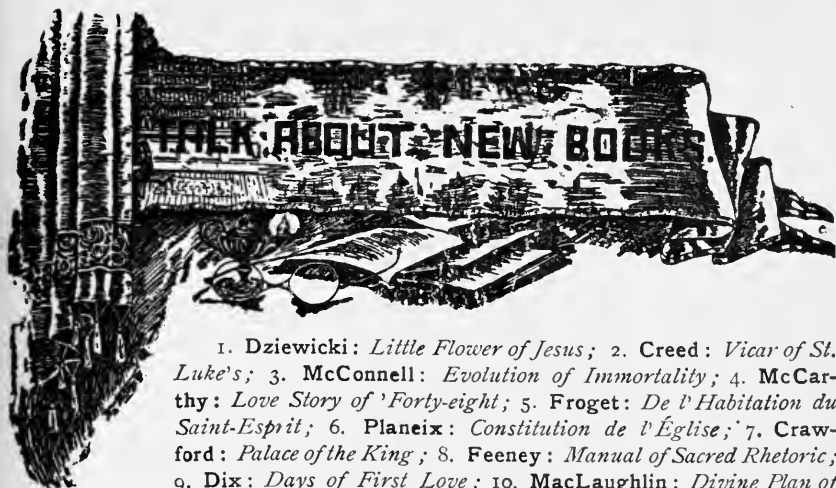 TALK ABOUT NEW BOOKS.
1. Dziewicki: Little Flower of Jesus; 2. Creed: Vicar of St.
Luke's; 3. McConnell: Evolution of Immortality; 4. McCar-
thy: Love Story of 'Forty-eight; 5. Froget: De l'Habitation du
Saint-Esprit; 6. Planeix: Constitution de l'Église; 7. Craw-
ford: Palace of the King; 8. Feeney: Manual of Sacred Rhetoric;
9. Dix: Days of First Love; 10. MacLaughlin: Divine Plan of